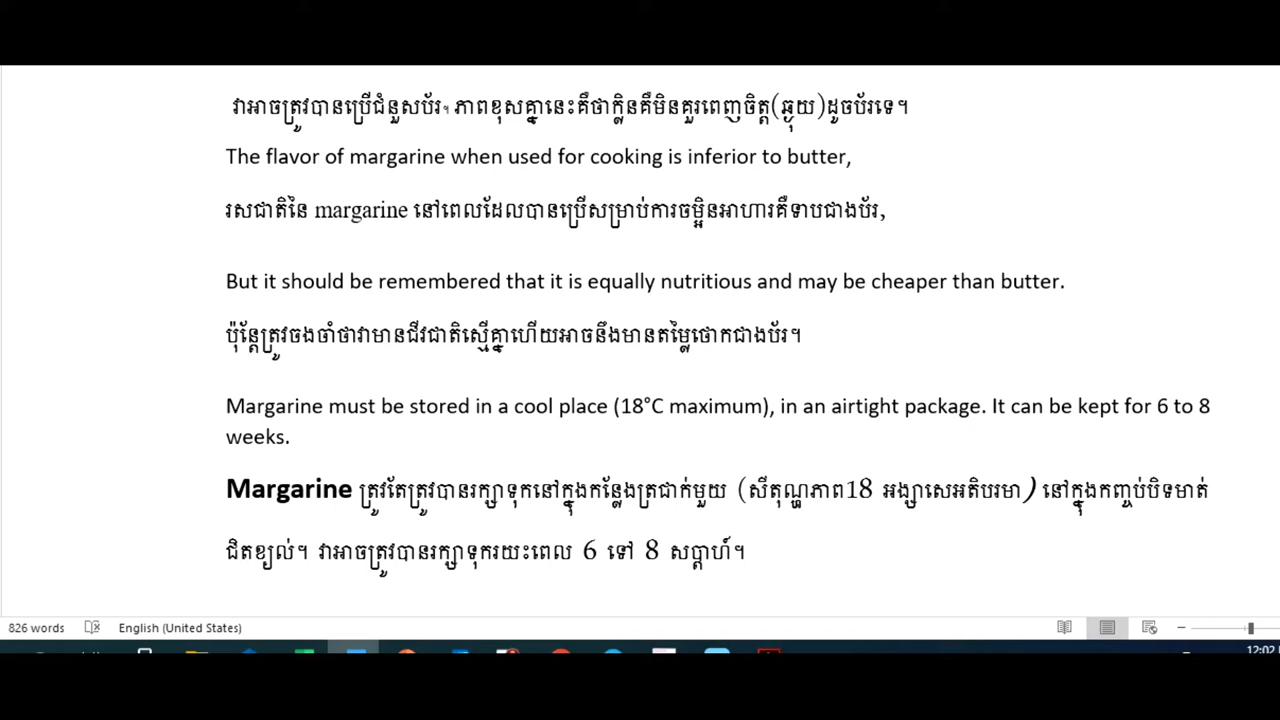 វាអាចត្រូវបានប្រើជំនួសប័រ។ ភាពខុសគ្នានេះគឺថាក្លិនគឺមិនគួរពេញចិត្ត(ឆ្ងុយ)ដូចប័រទេ។
The flavor of margarine when used for cooking is inferior to butter,
រសជាតិនៃ margarine នៅពេលដែលបានប្រើសម្រាប់ការចម្អិនអាហារគឺទាបជាងប័រ,
But it should be remembered that it is equally nutritious and may be cheaper than butter.
ប៉ុន្តែត្រូវចងចាំថាវាមានជីវជាតិស្មើគ្នាហើយអាចនឹងមានតម្លៃថោកជាងប័រ។
Margarine must be stored in a cool place (18°C maximum), in an airtight package. It can be kept for 6 to 8
weeks.
Margarine ត្រូវតែត្រូវបានរក្សាទុកនៅក្នុងកន្លែងត្រជាក់មួយ (សីតុណ្ហភាព18 អង្សាសេអតិបរមា) នៅក្នុងកញ្ចប់បិទមាត់
ជិតខ្យល់។ វាអាចត្រូវបានរក្សាទុករយះពេល 6 ទៅ 8 សប្តាហ៍។
826 words English (United States)
12:02